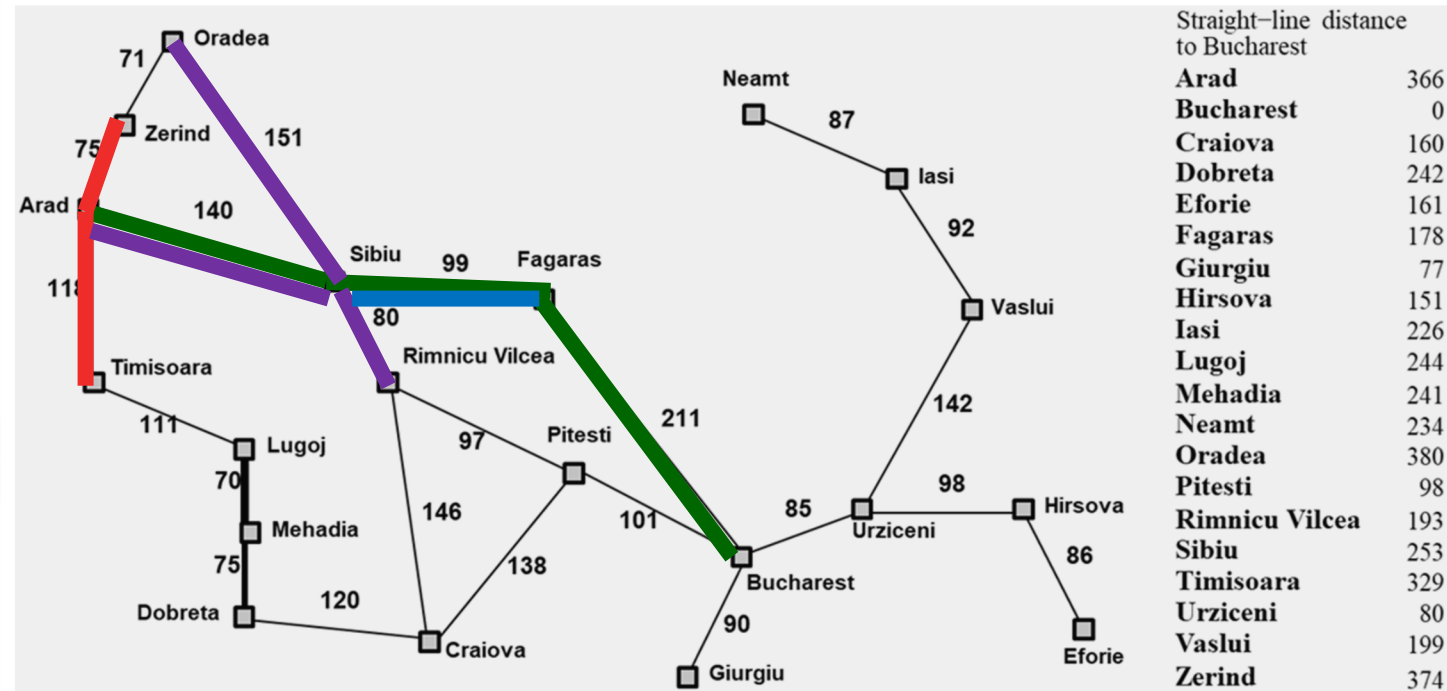 Oradea
71
Neamt
87
Zerind
151
75
Iasi
Arad
140
92
Sibiu
99
Fagaras
118
80
Vaslui
Rimnicu Vilcea
Timisoara
142
211
111
97
Pitesti
Lugoj
70
98
Hirsova
146
85
101
Urziceni
Mehadia
86
75
138
Bucharest
Dobreta
120
90
Craiova
Eforie
Giurgiu
Straight−line distance
to Bucharest
Arad 366
Bucharest 0
Craiova 160
Dobreta 242
Eforie 161
Fagaras 178
Giurgiu 77
Hirsova 151
Iasi 226
Lugoj 244
Mehadia 241
Neamt 234
Oradea 380
Pitesti 98
Rimnicu Vilcea 193
Sibiu 253
Timisoara 329
Urziceni 80
Vaslui 199
Zerind 374